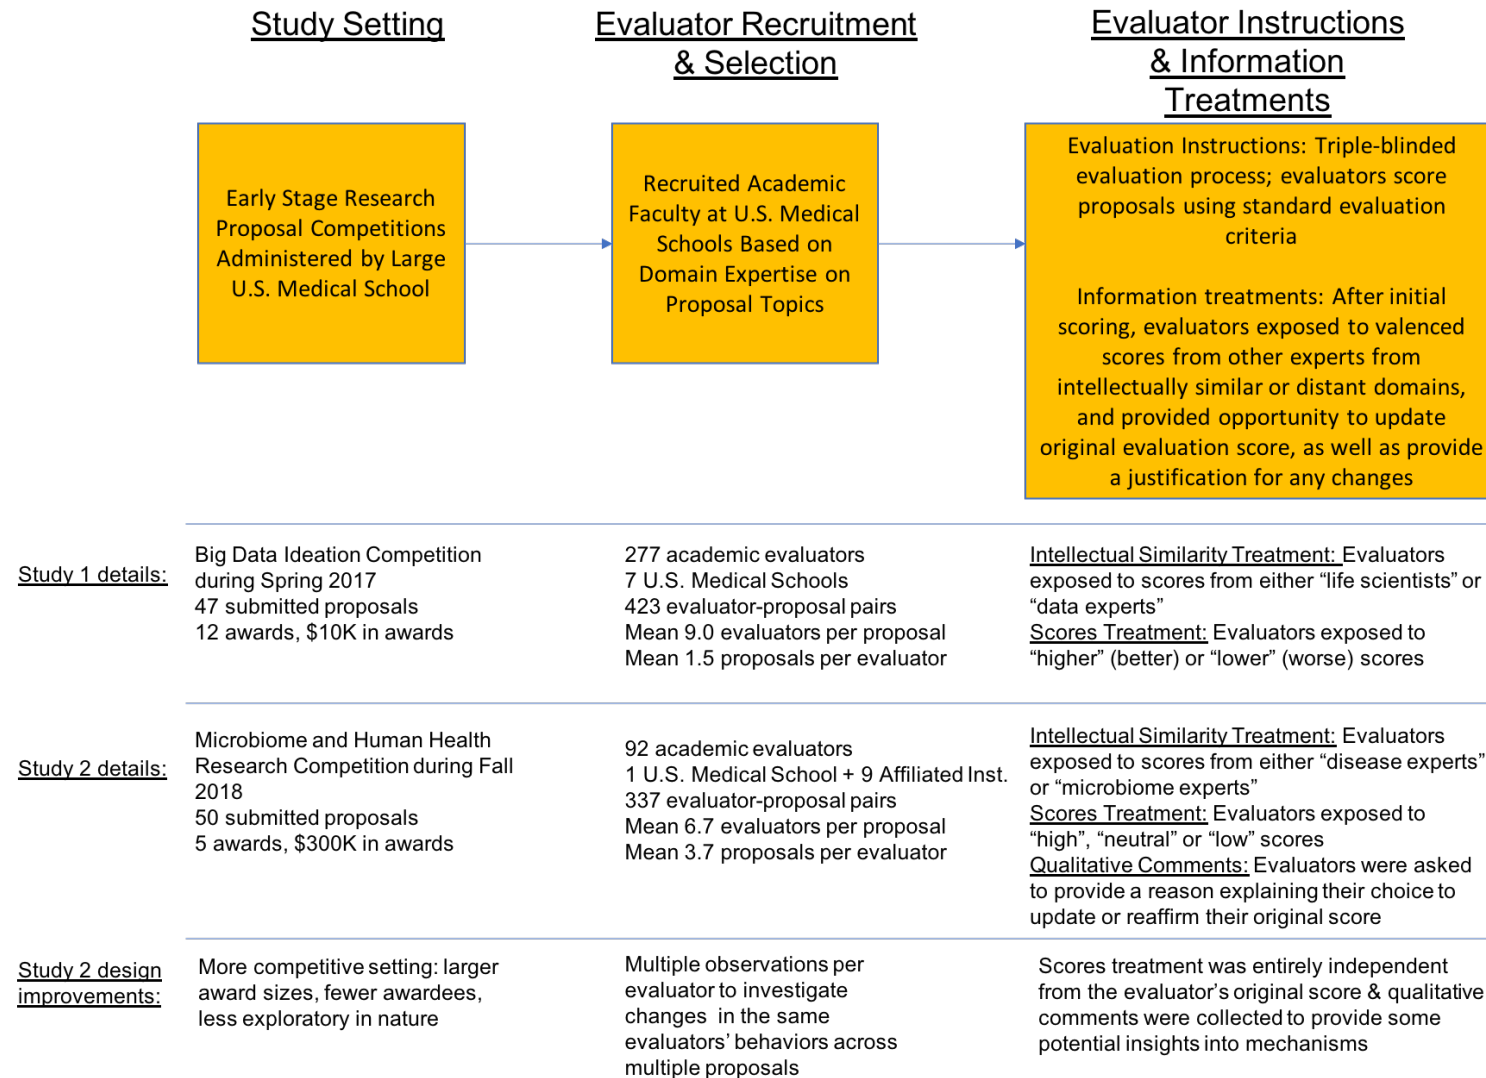 Study Setting
Evaluator Recruitment
& Selection
Evaluator Instructions
& Information
Treatments
Early Stage Research
Proposal Competitions
Administered by Large
U.S. Medical School
Recruited Academic
Faculty at U.S. Medical
Schools Based on
Domain Expertise on
Proposal Topics
Evaluation Instructions: Triple-blinded
evaluation process; evaluators score
proposals using standard evaluation
criteria
Information treatments: After initial
scoring, evaluators exposed to valenced
scores from other experts from
intellectually similar or distant domains,
and provided opportunity to update
original evaluation score, as well as provide
a justification for any changes
Study 1 details:
Big Data Ideation Competition
during Spring 2017
47 submitted proposals
12 awards, $10K in awards
277 academic evaluators
7 U.S. Medical Schools
423 evaluator-proposal pairs
Mean 9.0 evaluators per proposal
Mean 1.5 proposals per evaluator
Intellectual Similarity Treatment: Evaluators
exposed to scores from either “life scientists” or
“data experts”
Scores Treatment: Evaluators exposed to
“higher” (better) or “lower” (worse) scores
Study 2 details:
Microbiome and Human Health
Research Competition during Fall
2018
50 submitted proposals
5 awards, $300K in awards
92 academic evaluators
1 U.S. Medical School + 9 Affiliated Inst.
337 evaluator-proposal pairs
Mean 6.7 evaluators per proposal
Mean 3.7 proposals per evaluator
Intellectual Similarity Treatment: Evaluators
exposed to scores from either “disease experts”
or “microbiome experts”
Scores Treatment: Evaluators exposed to
“high”, “neutral” or “low” scores
Qualitative Comments: Evaluators were asked
to provide a reason explaining their choice to
update or reaffirm their original score
Study 2 design
improvements:
More competitive setting: larger
award sizes, fewer awardees,
less exploratory in nature
Multiple observations per
evaluator to investigate
changes in the same
evaluators’ behaviors across
multiple proposals
Scores treatment was entirely independent
from the evaluator’s original score & qualitative
comments were collected to provide some
potential insights into mechanisms